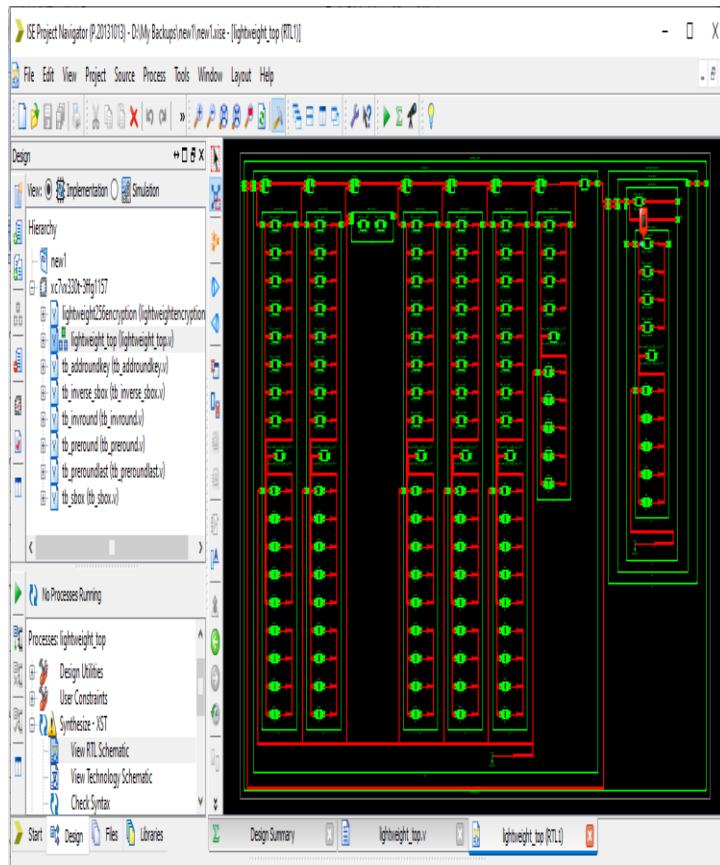 ISE Project Navigator (P.20131013) - D:\My Backups\new1\new1.xise - [lightweight_top (RTL1)]
File Edit View Project Source Process Tools Window Layout Help
Design
View: Implementation Simulation
Hierarchy
new1
xc7vx330t-3ffg1157
lightweight256encryption (lightweightencryption
lightweight_top (lightweight_top.v)
tb_addroundkey (tb_addroundkey.v)
tb_inverse_sbox (tb_inverse_sbox.v)
tb_invround (tb_invround.v)
tb_preround (tb_preround.v)
tb_preroundlast (tb_preroundlast.v)
tb_sbox (tb_sbox.v)
No Processes Running
Processes: lightweight_top
Design Utilities
User Constraints
Synthesize - XST
View RTL Schematic
View Technology Schematic
Check Syntax
Start Design Files Libraries
Design Summary lightweight_top.v lightweight_top (RTL1)